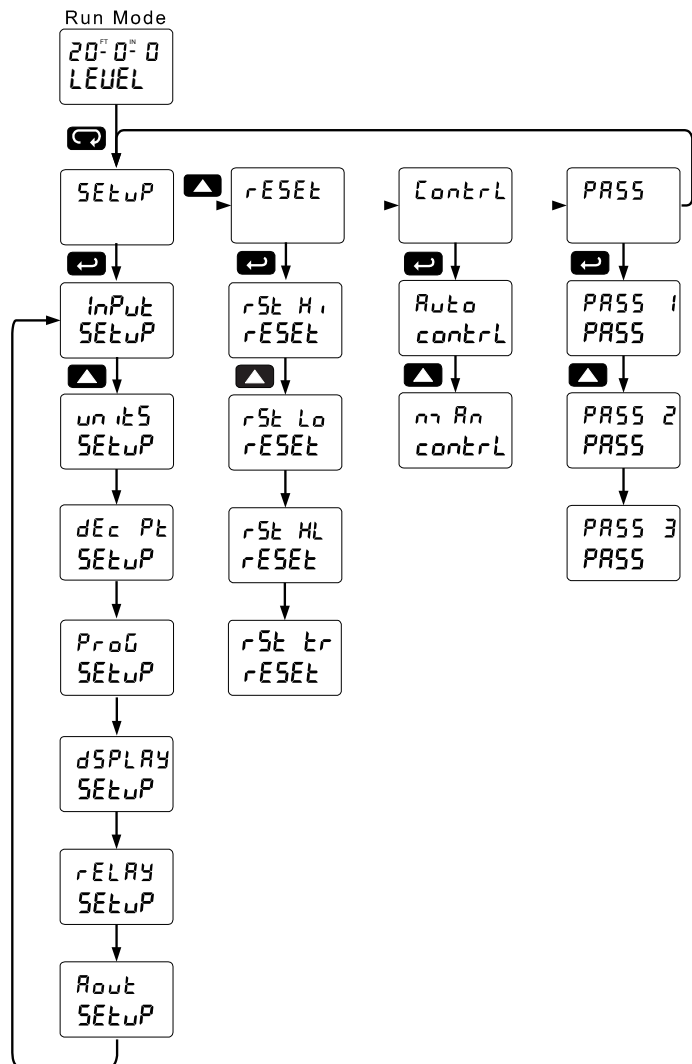 Run Mode
20 FT - 0 IN - 0
LEVEL
SEtuP
rESEt
ContrL
PASS
InPut
SEtuP
rSt Hi
rESEt
Auto
contrL
PASS 1
PASS
unitS
SEtuP
rSt Lo
rESEt
mAn
contrL
PASS 2
PASS
dEc Pt
SEtuP
rSt HL
rESEt
PASS 3
PASS
ProG
SEtuP
rSt tr
rESEt
dSPLAY
SEtuP
rELAY
SEtuP
Aout
SEtuP